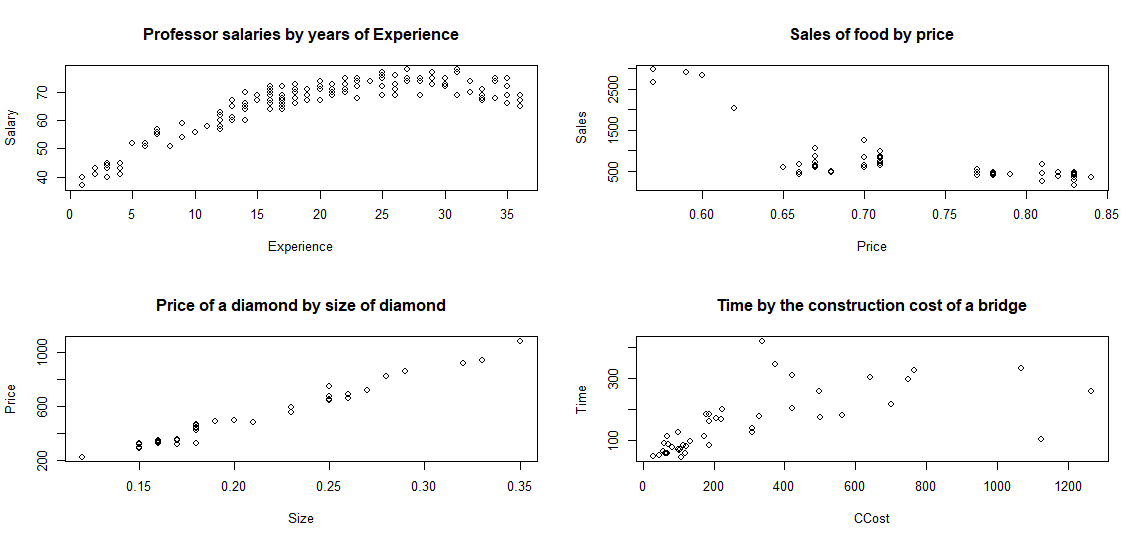 Professor salaries by years of Experience
Salary
40 50 60 70
0 5 10 15 20 25 30 35
Experience
Sales of food by price
Sales
500 1500 2500
0.60 0.65 0.70 0.75 0.80 0.85
Price
Price of a diamond by size of diamond
Price
200 600 1000
0.15 0.20 0.25 0.30 0.35
Size
Time by the construction cost of a bridge
Time
100 300
0 200 400 600 800 1000 1200
CCost